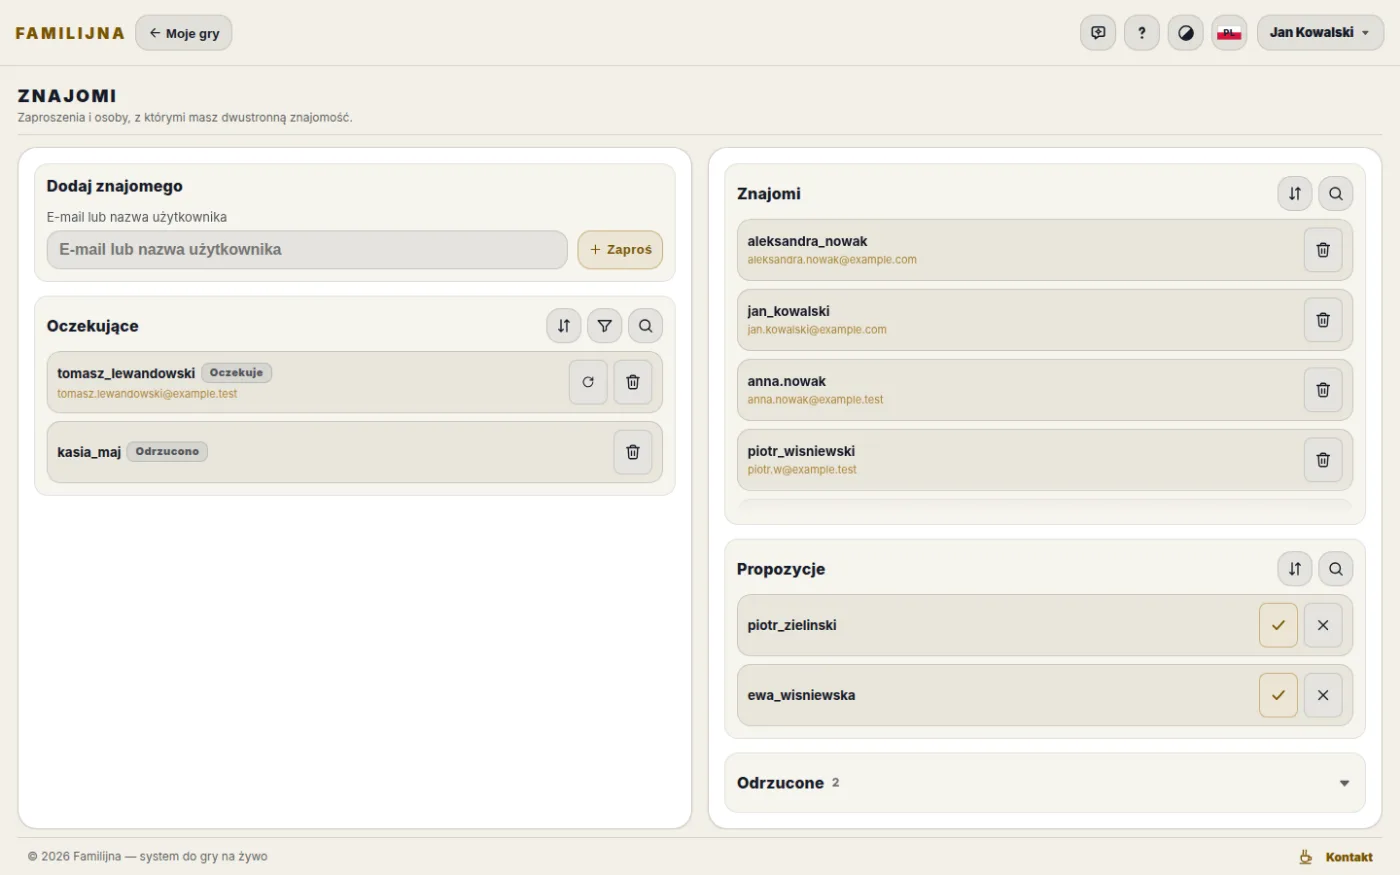 FAMILIJNA
← Moje gry
?
PL
Jan Kowalski
ZNAJOMI
Zaproszenia i osoby, z którymi masz dwustronną znajomość.
Dodaj znajomego
E-mail lub nazwa użytkownika
E-mail lub nazwa użytkownika
+ Zaproś
Oczekujące
tomasz_lewandowski Oczekuje
tomasz.lewandowski@example.test
kasia_maj Odrzucono
Znajomi
aleksandra_nowak
aleksandra.nowak@example.com
jan_kowalski
jan.kowalski@example.com
anna.nowak
anna.nowak@example.test
piotr_wisniewski
piotr.w@example.test
Propozycje
piotr_zielinski
ewa_wisniewska
Odrzucone 2
© 2026 Familijna — system do gry na żywo
Kontakt